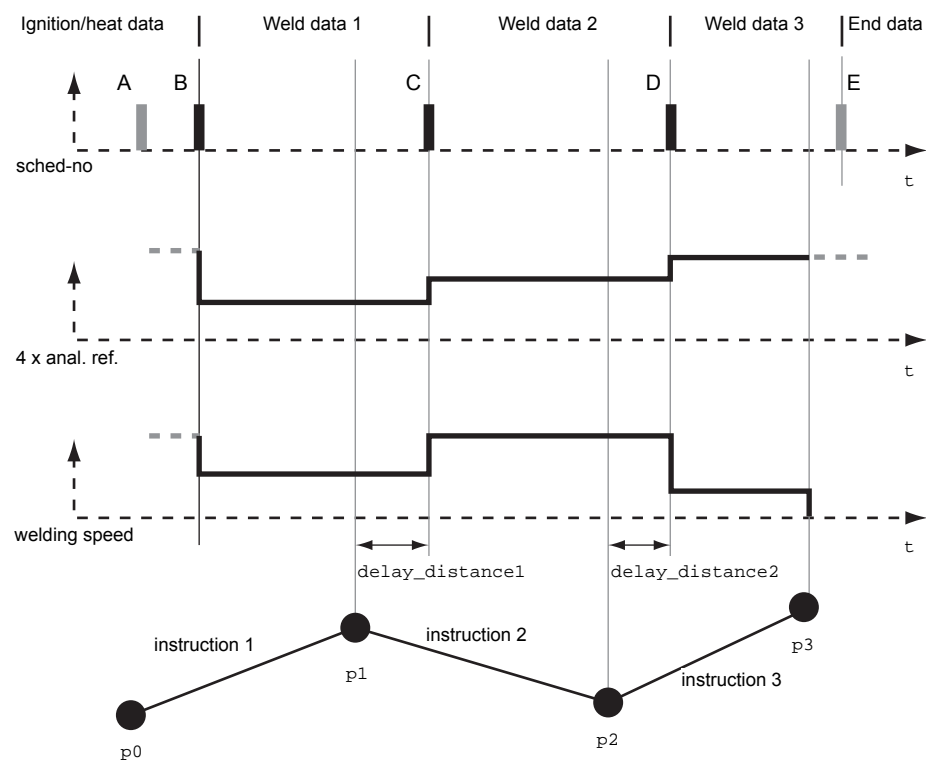 Ignition/heat data
Weld data 1
Weld data 2
Weld data 3
End data
A
B
C
D
E
sched-no
t
4 x anal. ref.
t
welding speed
t
delay_distance1
delay_distance2
instruction 1
instruction 2
instruction 3
p0
p1
p2
p3